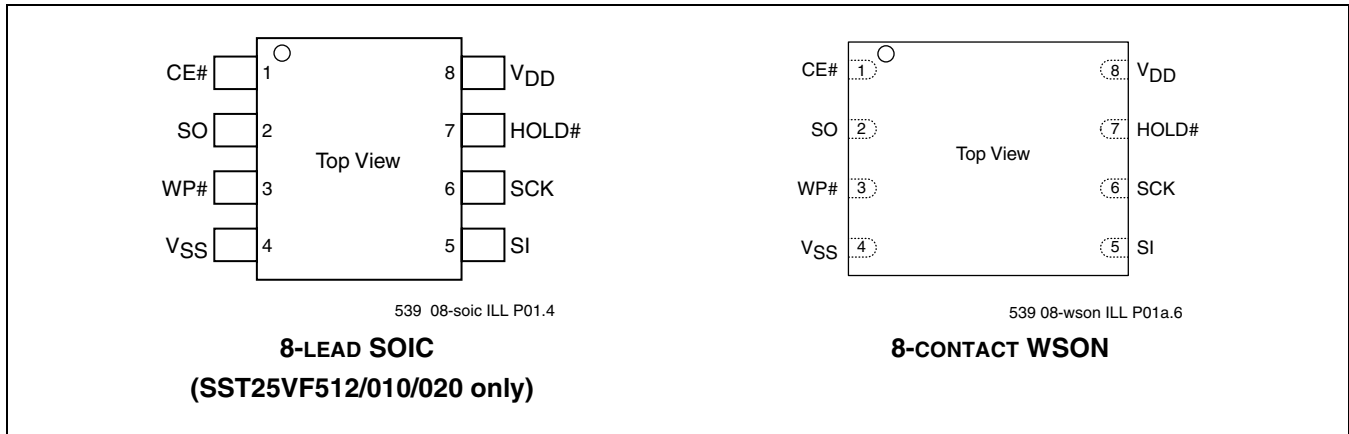 CE# 1 8 VDD
SO 2 7 HOLD#
Top View
WP# 3 6 SCK
VSS 4 5 SI
539 08-soic ILL P01.4
8-LEAD SOIC
(SST25VF512/010/020 only)
CE# 1 8 VDD
SO 2 7 HOLD#
Top View
WP# 3 6 SCK
VSS 4 5 SI
539 08-wson ILL P01a.6
8-CONTACT WSON